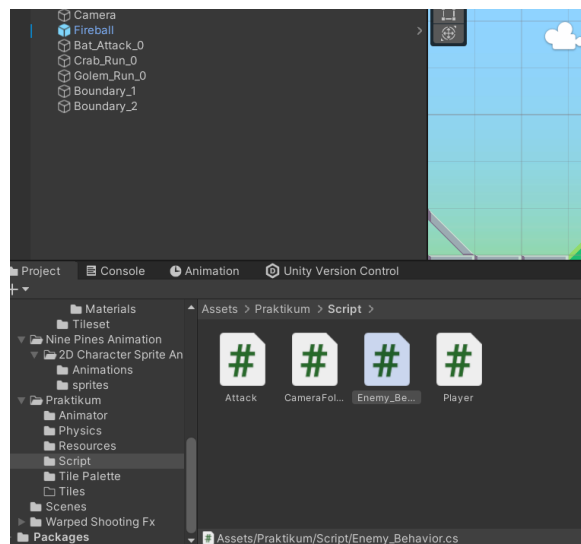 Camera
Fireball
Bat_Attack_0
Crab_Run_0
Golem_Run_0
Boundary_1
Boundary_2
Project
Console
Animation
Unity Version Control
Materials
Tileset
Nine Pines Animation
2D Character Sprite An
Animations
sprites
Praktikum
Animator
Physics
Resources
Script
Tile Palette
Tiles
Scenes
Warped Shooting Fx
Packages
Assets > Praktikum > Script >
Attack
CameraFol...
Enemy_Be...
Player
Assets/Praktikum/Script/Enemy_Behavior.cs